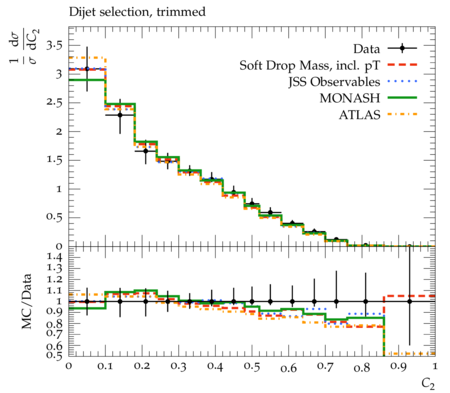 Dijet selection, trimmed
1/σ dσ/dC₂
3.5
3
2.5
2
1.5
1
0.5
0
Data
Soft Drop Mass, incl. pT
JSS Observables
MONASH
ATLAS
MC/Data
1.4
1.3
1.2
1.1
1.0
0.9
0.8
0.7
0.6
0.5
0 0.1 0.2 0.3 0.4 0.5 0.6 0.7 0.8 0.9 1
C₂